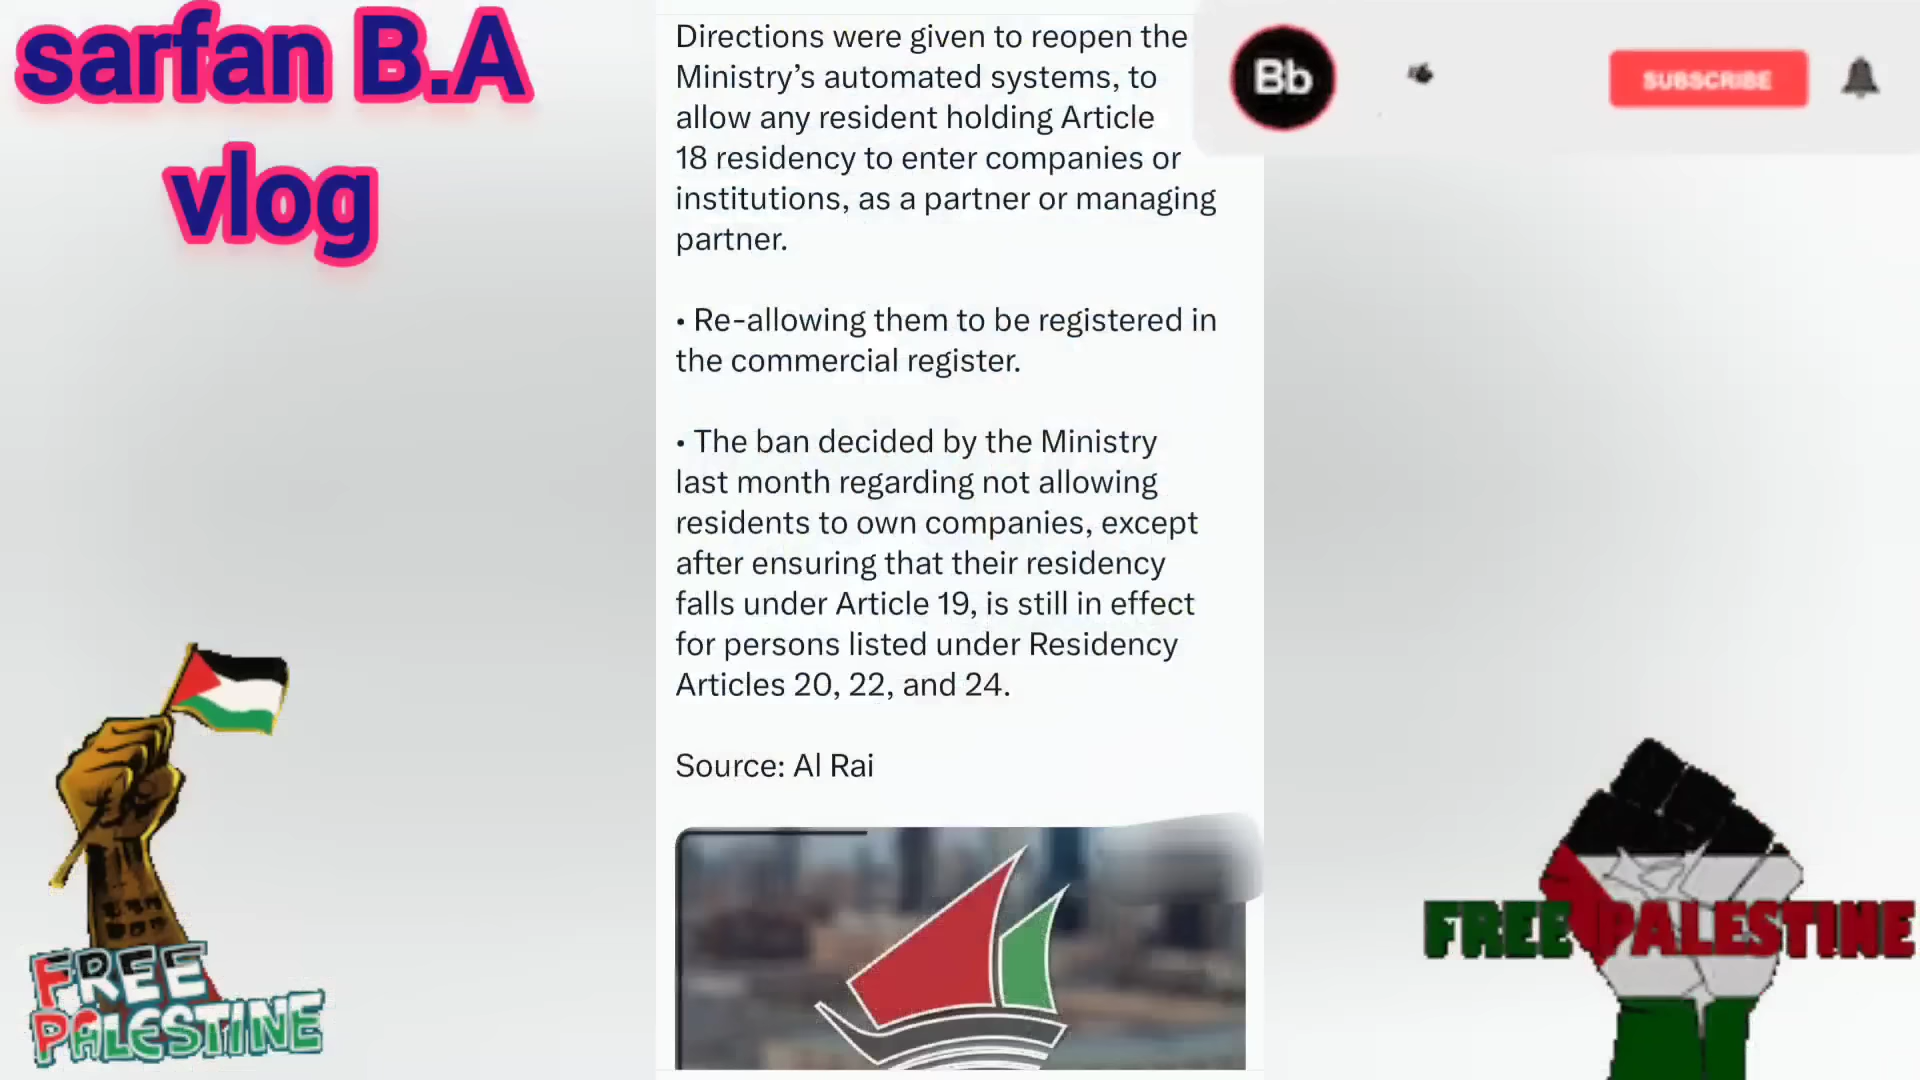 sarfan B.A
vlog
Directions were given to reopen the
Ministry’s automated systems, to
allow any resident holding Article
18 residency to enter companies or
institutions, as a partner or managing
partner.
• Re-allowing them to be registered in
the commercial register.
• The ban decided by the Ministry
last month regarding not allowing
residents to own companies, except
after ensuring that their residency
falls under Article 19, is still in effect
for persons listed under Residency
Articles 20, 22, and 24.
Source: Al Rai
Bb
SUBSCRIBE
FREE
PALESTINE
FREE PALESTINE